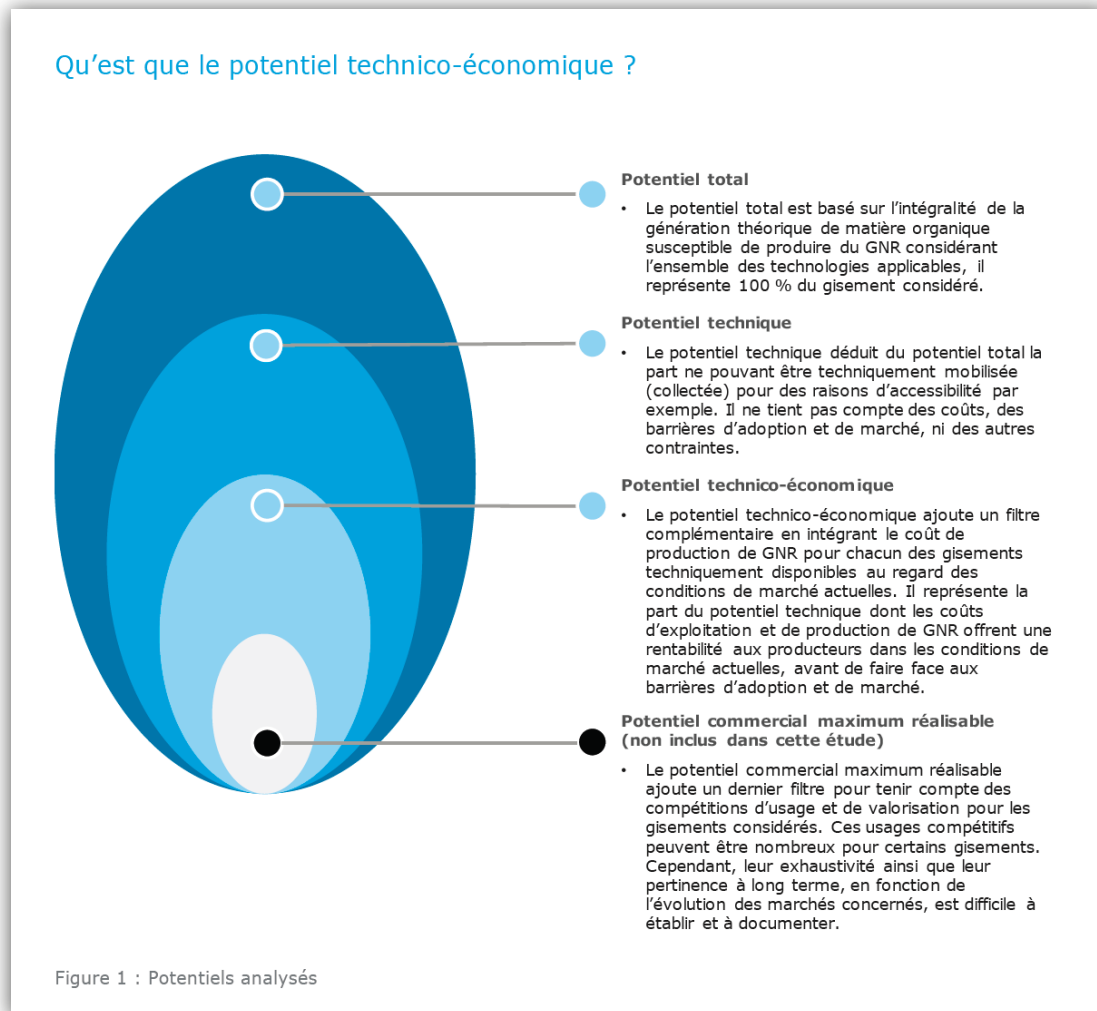 Qu’est que le potentiel technico-économique ?
Potentiel total
• Le potentiel total est basé sur l’intégralité de la
génération théorique de matière organique
susceptible de produire du GNR considérant
l’ensemble des technologies applicables, il
représente 100 % du gisement considéré.
Potentiel technique
• Le potentiel technique déduit du potentiel total la
part ne pouvant être techniquement mobilisée
(collectée) pour des raisons d’accessibilité par
exemple. Il ne tient pas compte des coûts, des
barrières d’adoption et de marché, ni des autres
contraintes.
Potentiel technico-économique
• Le potentiel technico-économique ajoute un filtre
complémentaire en intégrant le coût de
production de GNR pour chacun des gisements
techniquement disponibles au regard des
conditions de marché actuelles. Il représente la
part du potentiel technique dont les coûts
d’exploitation et de production de GNR offrent une
rentabilité aux producteurs dans les conditions de
marché actuelles, avant de faire face aux
barrières d’adoption et de marché.
Potentiel commercial maximum réalisable
(non inclus dans cette étude)
• Le potentiel commercial maximum réalisable
ajoute un dernier filtre pour tenir compte des
compétitions d’usage et de valorisation pour les
gisements considérés. Ces usages compétitifs
peuvent être nombreux pour certains gisements.
Cependant, leur exhaustivité ainsi que leur
pertinence à long terme, en fonction de
l’évolution des marchés concernés, est difficile à
établir et à documenter.
Figure 1 : Potentiels analysés